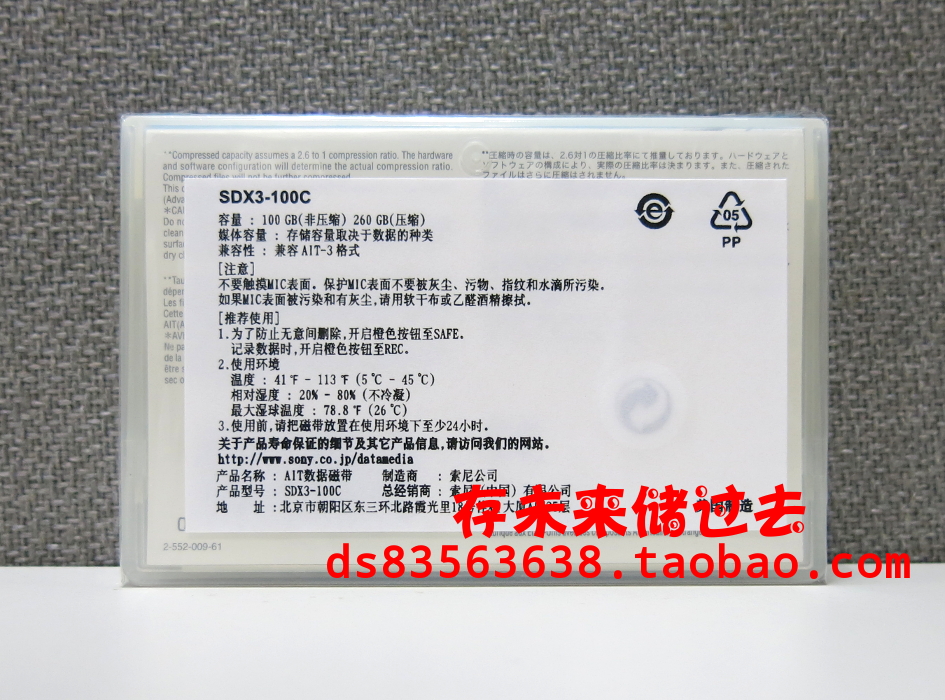 **Compressed capacity assumes a 2.6 to 1 compression ratio. The hardware
and software configuration will determine the actual compression ratio.
Compressed files will not be further compressed.
**圧縮時の容量は、2.6対1の圧縮比率にて推量しております。ハードウェアと
ソフトウェアの構成により、実際の圧縮比率は決まります。また、圧縮された
ファイルはさらに圧縮はされません。
SDX3-100C
容量 : 100 GB(非压缩) 260 GB(压缩)
媒体容量 : 存储容量取决于数据的种类
兼容性 : 兼容AIT-3格式
[注意]
不要触摸MIC表面。保护MIC表面不要被灰尘、污物、指纹和水滴所污染。
如果MIC表面被污染和有灰尘,请用软干布或乙醛酒精擦拭。
[推荐使用]
1.为了防止无意间删除,开启橙色按钮至SAFE。
记录数据时,开启橙色按钮至REC。
2.使用环境
温度 : 41℉ - 113℉ (5℃ - 45℃)
相对湿度 : 20% - 80% (不冷凝)
最大湿球温度 : 78.8℉ (26℃)
3.使用前,请把磁带放置在使用环境下至少24小时。
关于产品寿命保证的细节及其它产品信息,请访问我们的网站。
http://www.sony.co.jp/datamedia
产品名称 : AIT数据磁带 制造商 : 索尼公司
产品型号 : SDX3-100C 总经销商 : 索尼(中国)有限公司
地 址 : 北京市朝阳区东三环北路霞光里18号
制造
e
05
PP
2-552-009-61
存未来储过去
ds83563638.taobao.com